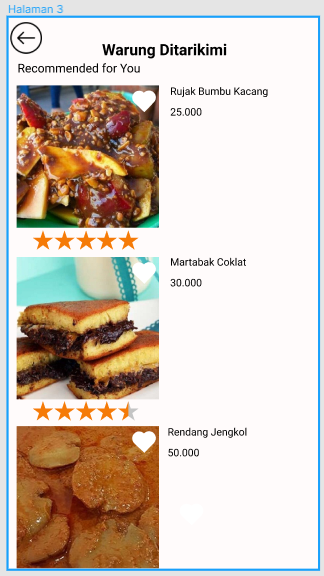 Halaman 3
Warung Ditarikimi
Recommended for You
Rujak Bumbu Kacang
25.000
Martabak Coklat
30.000
Rendang Jengkol
50.000